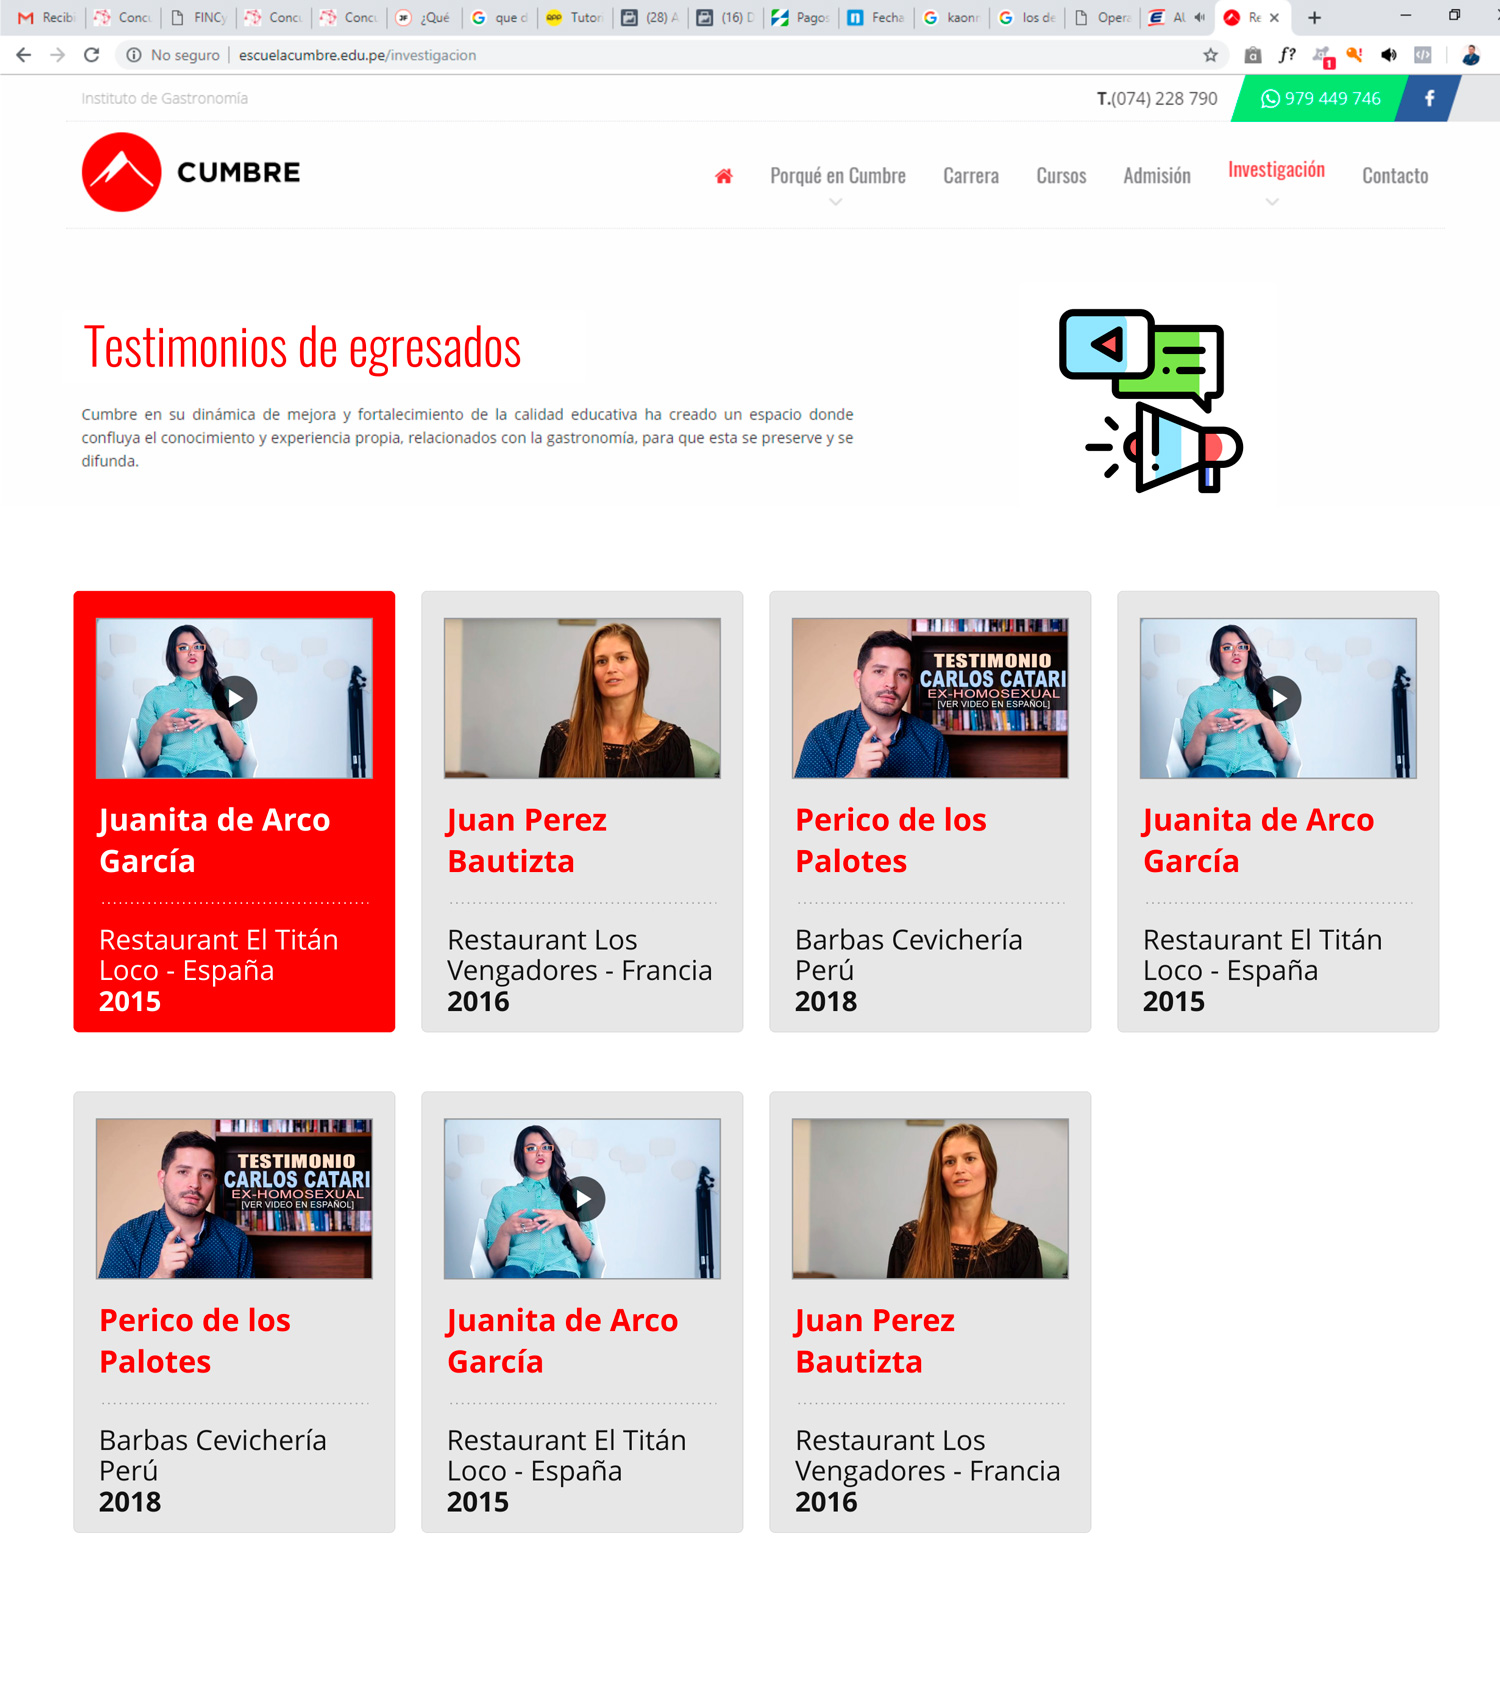 Recibi
Conc
FINCy
Conc
Conc
¿Qué
que d
Tutor
(28) A
(16) D
Pagos
Fecha
kaonn
los de
Opera
Al
Re
No seguro | escuelacumbre.edu.pe/investigacion
Instituto de Gastronomía
T.(074) 228 790
979 449 746
CUMBRE
Porqué en Cumbre
Carrera
Cursos
Admisión
Investigación
Contacto
Testimonios de egresados
Cumbre en su dinámica de mejora y fortalecimiento de la calidad educativa ha creado un espacio donde
confluya el conocimiento y experiencia propia, relacionados con la gastronomía, para que esta se preserve y se
difunda.
Juanita de Arco
García
Restaurant El Titán
Loco - España
2015
Juan Perez
Bautizta
Restaurant Los
Vengadores - Francia
2016
TESTIMONIO
CARLOS CATARI
EX-HOMOSEXUAL
[VER VIDEO EN ESPAÑOL]
Perico de los
Palotes
Barbas Cevichería
Perú
2018
Juanita de Arco
García
Restaurant El Titán
Loco - España
2015
TESTIMONIO
CARLOS CATARI
EX-HOMOSEXUAL
[VER VIDEO EN ESPAÑOL]
Perico de los
Palotes
Barbas Cevichería
Perú
2018
Juanita de Arco
García
Restaurant El Titán
Loco - España
2015
Juan Perez
Bautizta
Restaurant Los
Vengadores - Francia
2016